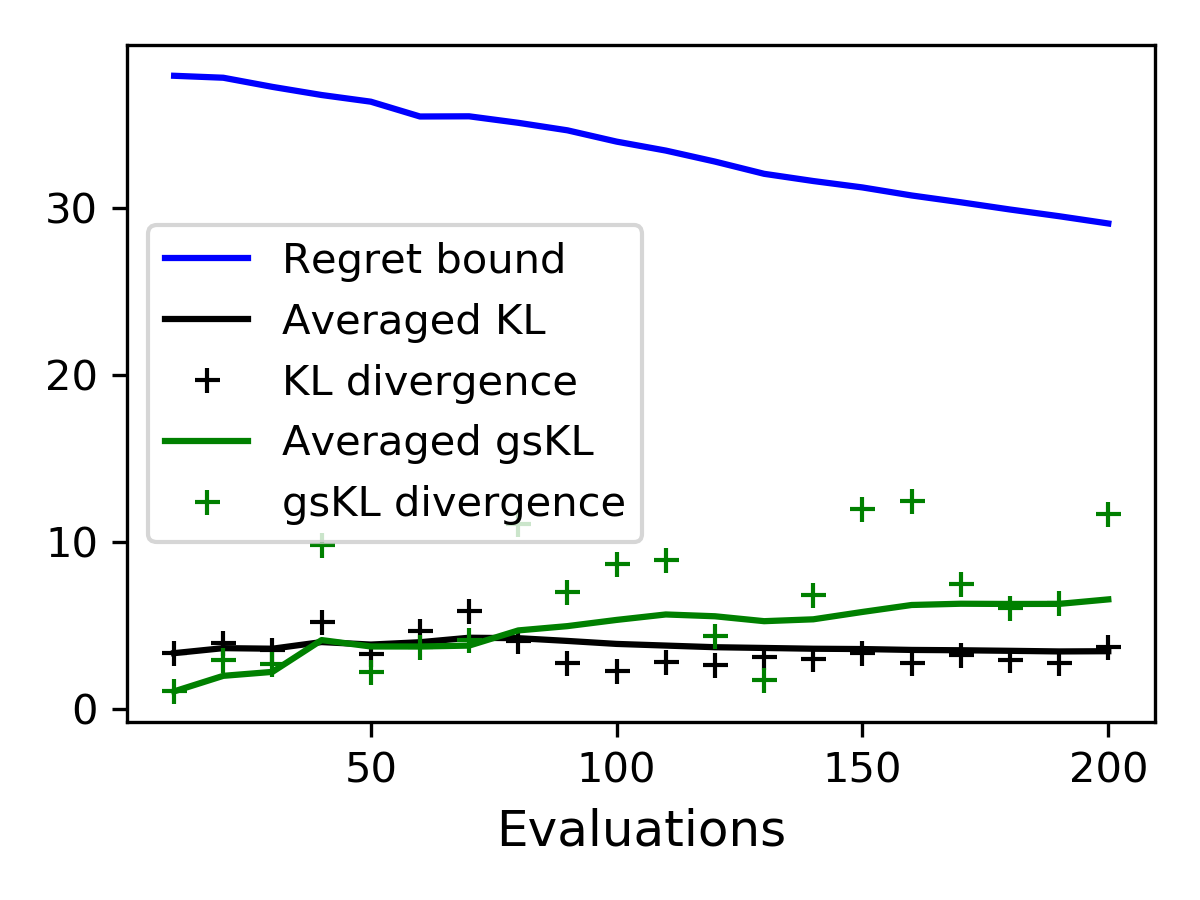 30
20
10
0
Regret bound
Averaged KL
KL divergence
Averaged gsKL
gsKL divergence
50 100 150 200
Evaluations